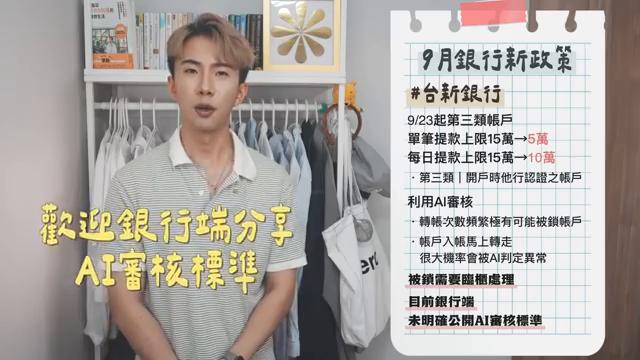 9月銀行新政策
#台新銀行
9/23起第三類帳戶
單筆提款上限15萬→5萬
每日提款上限15萬→10萬
·第三類｜開戶時他行認證之帳戶
利用AI審核
·轉帳次數頻繁極有可能被鎖帳戶
·帳戶入帳馬上轉走
很大機率會被AI判定異常
被鎖需要臨櫃處理
目前銀行端
未明確公開AI審核標準
歡迎銀行端分享
AI審核標準